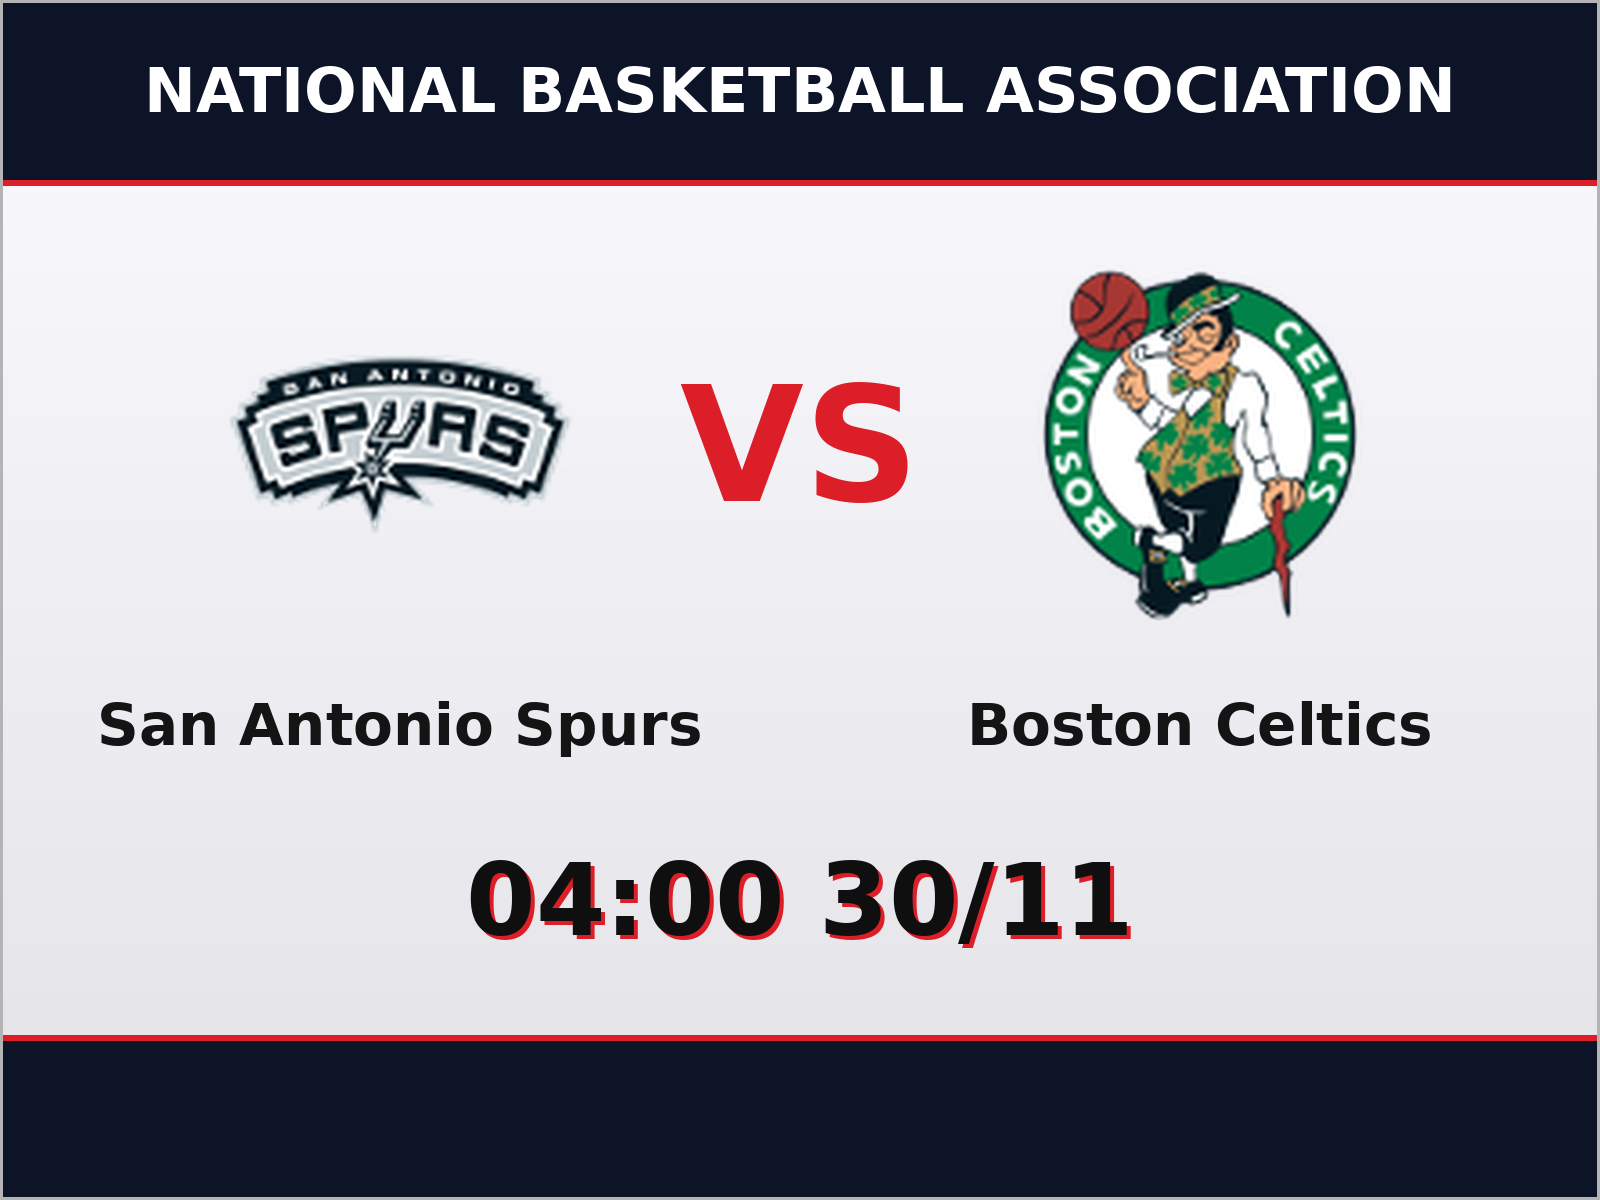 NATIONAL BASKETBALL ASSOCIATION
SAN ANTONIO
SPURS
VS
BOSTON CELTICS
San Antonio Spurs
Boston Celtics
04:00 30/11